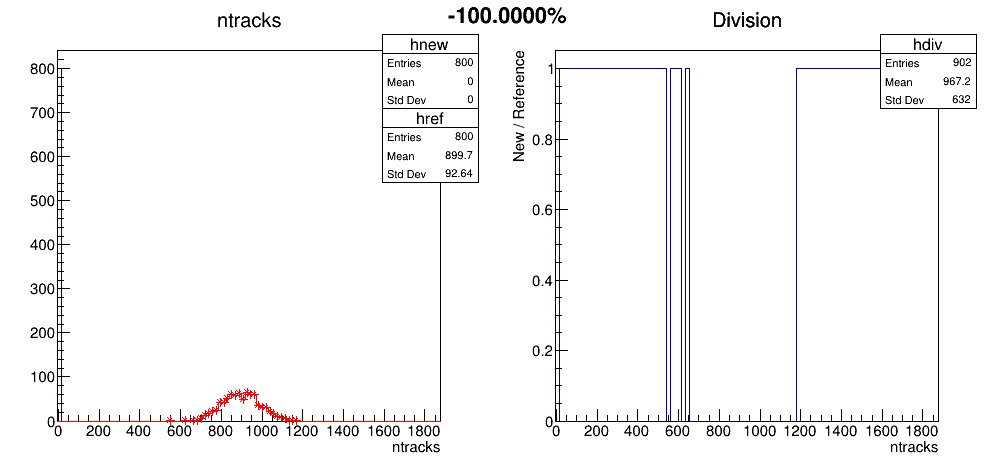 -100.0000%
ntracks
hnew
Entries 800
Mean 0
Std Dev 0
href
Entries 800
Mean 899.7
Std Dev 92.64
800
700
600
500
400
300
200
100
0
0 200 400 600 800 1000 1200 1400 1600 1800
ntracks
Division
hdiv
Entries 902
Mean 967.2
Std Dev 632
New / Reference
1
0.8
0.6
0.4
0.2
0
0 200 400 600 800 1000 1200 1400 1600 1800
ntracks